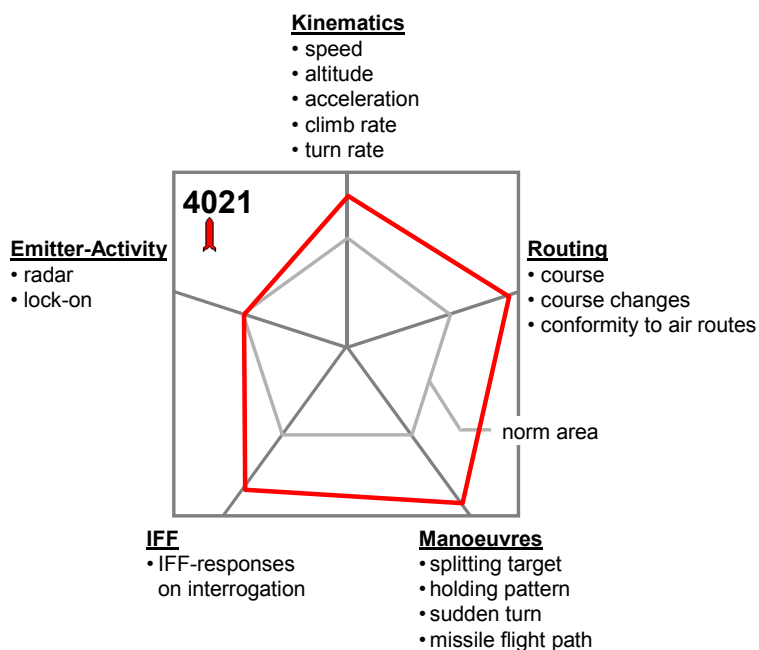 Kinematics
• speed
• altitude
• acceleration
• climb rate
• turn rate
4021
Emitter-Activity
• radar
• lock-on
Routing
• course
• course changes
• conformity to air routes
norm area
IFF
• IFF-responses
on interrogation
Manoeuvres
• splitting target
• holding pattern
• sudden turn
• missile flight path